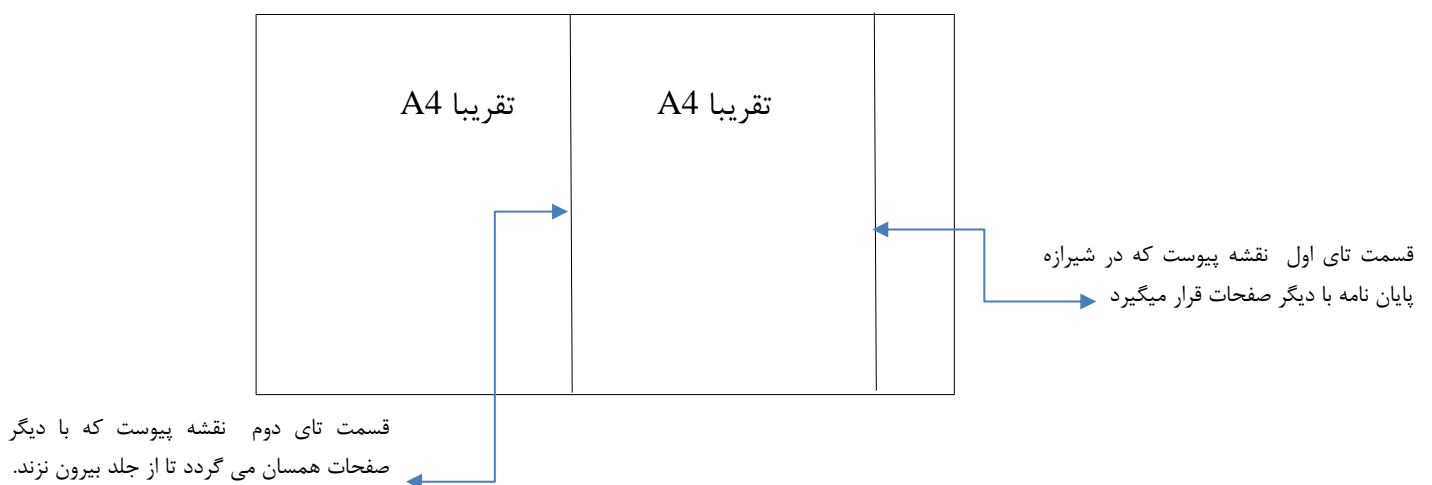 تقریبا A4
تقریبا A4
قسمت تای اول نقشه پیوست که در شیرازه
پایان نامه با دیگر صفحات قرار میگیرد
قسمت تای دوم نقشه پیوست که با دیگر
صفحات همسان می گردد تا از جلد بیرون نزند.